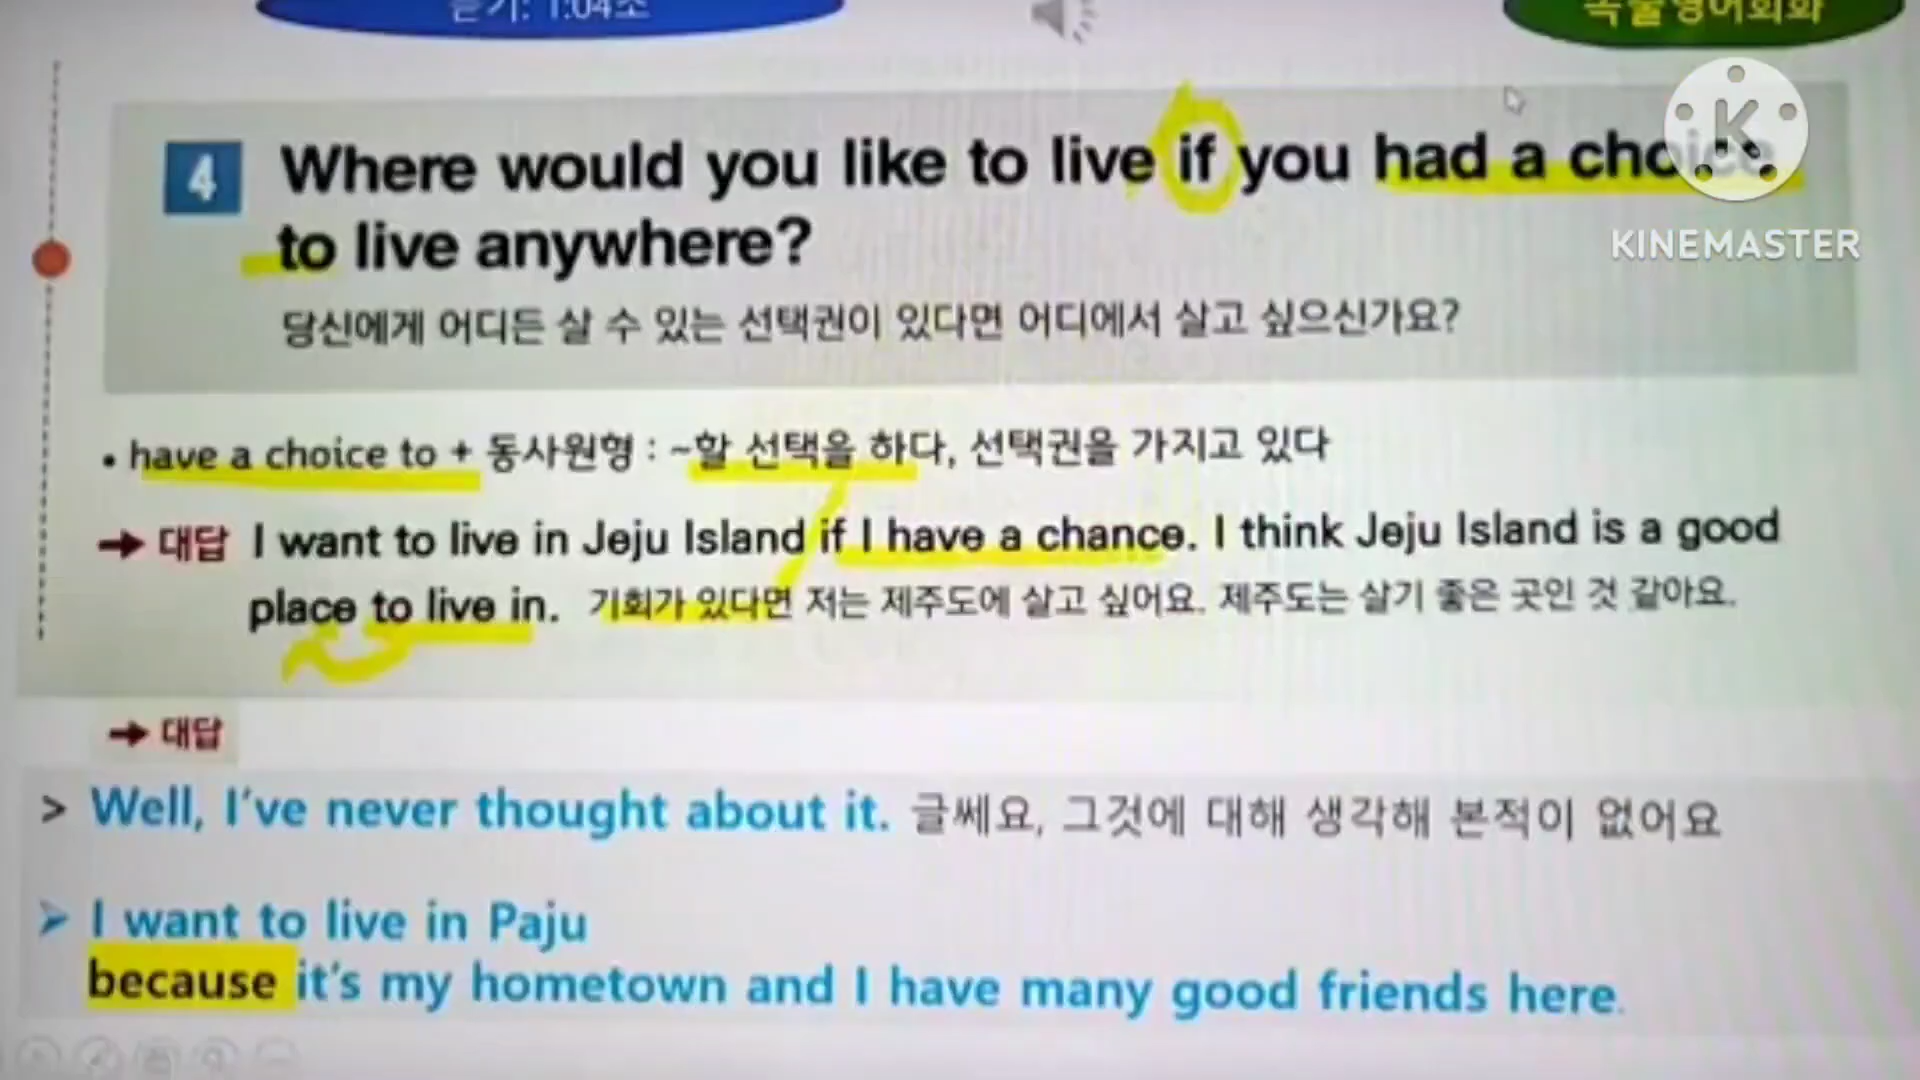 듣기: 1:04초
4 Where would you like to live if you had a choice
to live anywhere?
당신에게 어디든 살 수 있는 선택권이 있다면 어디에서 살고 싶으신가요?
• have a choice to + 동사원형 : ~할 선택을 하다, 선택권을 가지고 있다
➔ 대답 I want to live in Jeju Island if I have a chance. I think Jeju Island is a good
place to live in. 기회가 있다면 저는 제주도에 살고 싶어요. 제주도는 살기 좋은 곳인 것 같아요.
➔ 대답
> Well, I've never thought about it. 글쎄요, 그것에 대해 생각해 본적이 없어요
➢ I want to live in Paju
because it's my hometown and I have many good friends here.
K
KINEMASTER